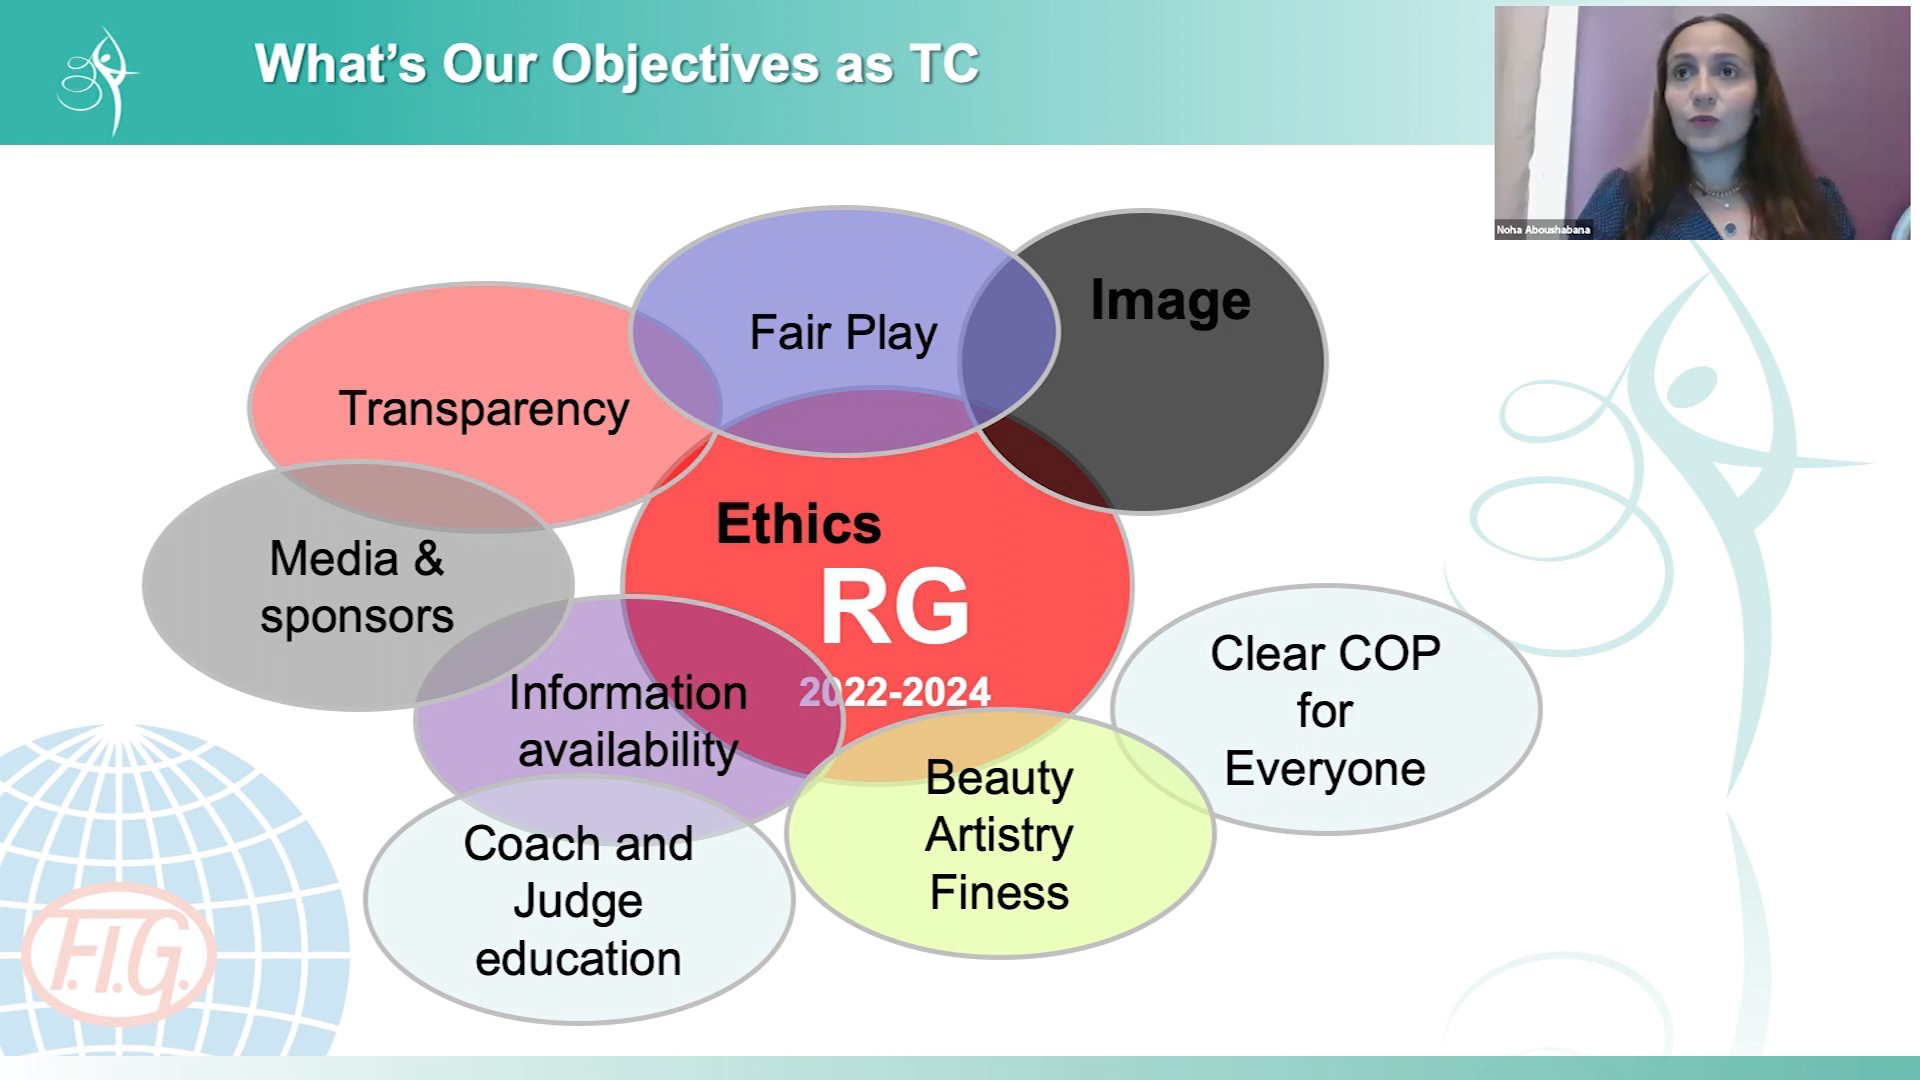 What's Our Objectives as TC
Noha Aboushabana
Fair Play
Image
Transparency
Ethics
RG
2022-2024
Media &
sponsors
Information
availability
Clear COP
for
Everyone
Beauty
Artistry
Finess
Coach and
Judge
education
F.I.G.